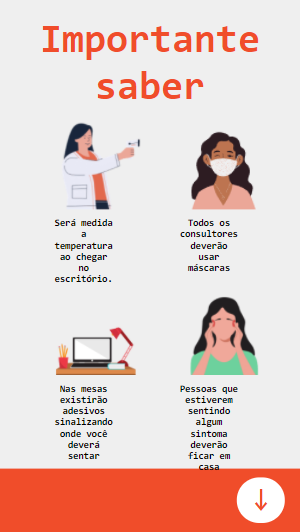 Importante
saber
Será medida
a
temperatura
ao chegar
no
escritório.
Todos os
consultores
deverão
usar
máscaras
Nas mesas
existirão
adesivos
sinalizando
onde você
deverá
sentar
Pessoas que
estiverem
sentindo
algum
sintoma
deverão
ficar em
casa